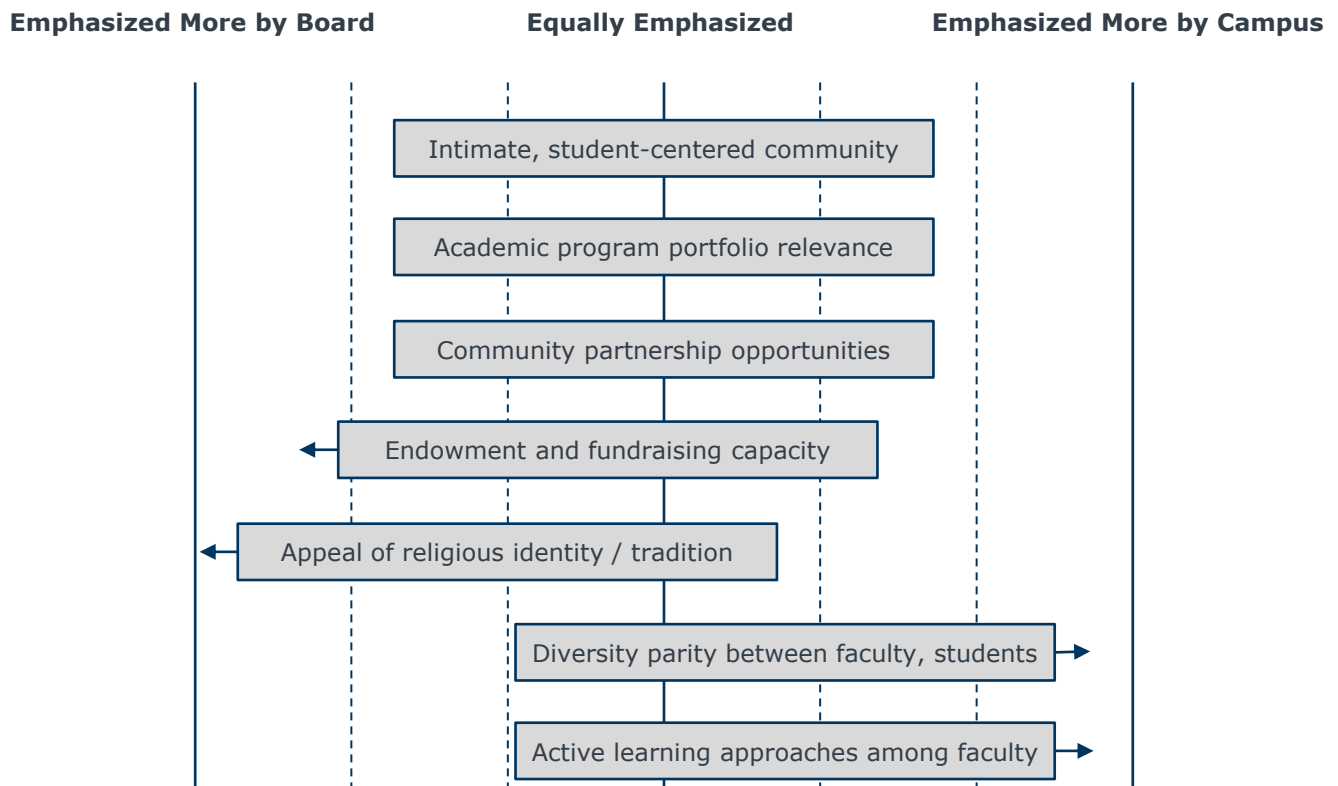 Emphasized More by Board
Equally Emphasized
Emphasized More by Campus
Intimate, student-centered community
Academic program portfolio relevance
Community partnership opportunities
Endowment and fundraising capacity
Appeal of religious identity / tradition
Diversity parity between faculty, students
Active learning approaches among faculty